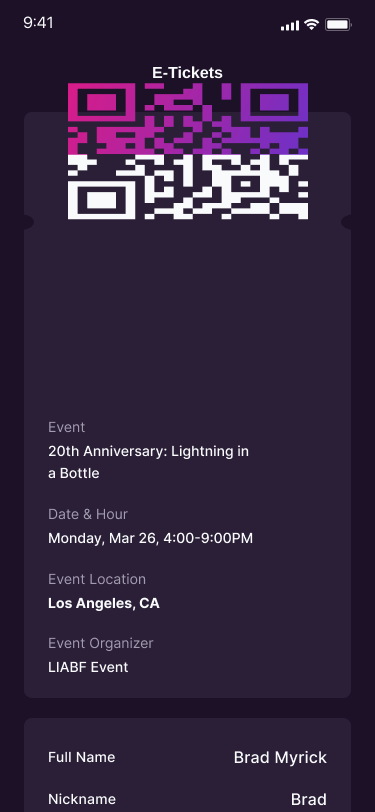 9:41
E-Tickets
Event
20th Anniversary: Lightning in
a Bottle
Date & Hour
Monday, Mar 26, 4:00-9:00PM
Event Location
Los Angeles, CA
Event Organizer
LIABF Event
Full Name Brad Myrick
Nickname Brad